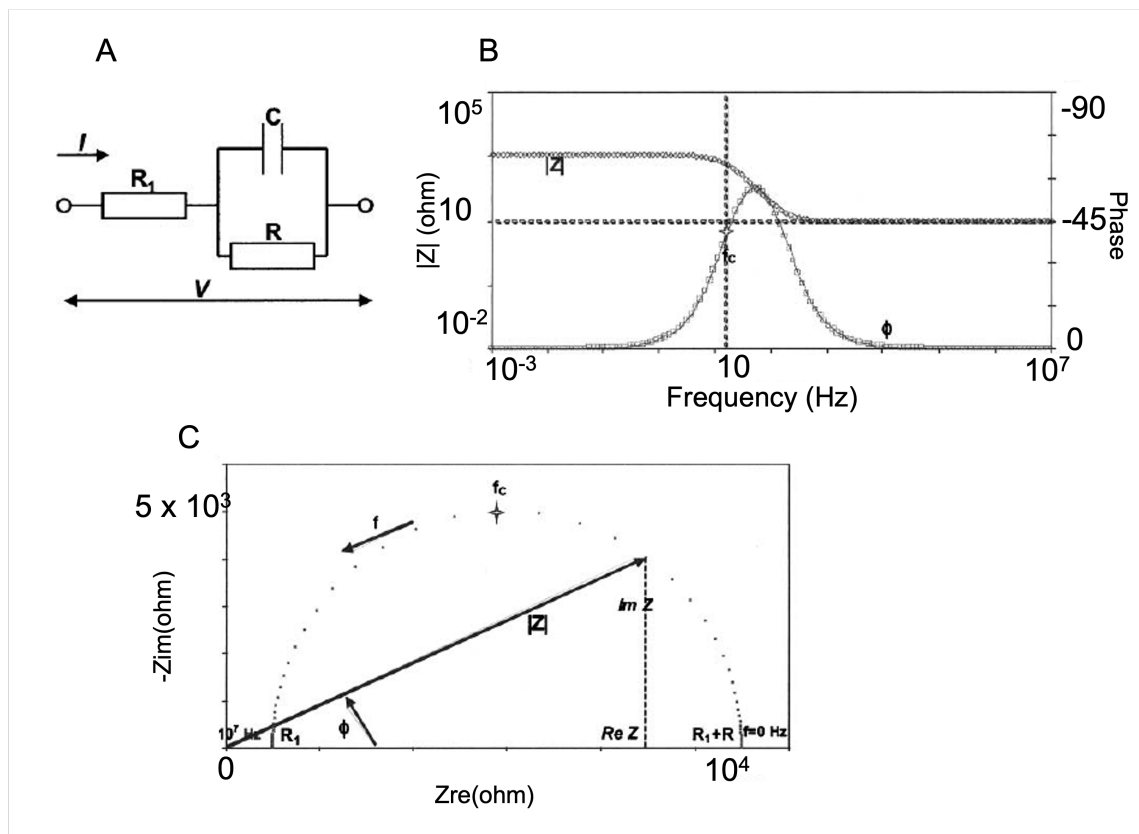 A
I
C
R1
R
V
B
10^5
-90
|Z|
|Z| (ohm)
10
-45
Phase
fc
10^-2
ϕ
0
10^-3
10
10^7
Frequency (Hz)
C
5 x 10^3
fc
f
-Zim(ohm)
Im Z
|Z|
10^7 Hz
R1
ϕ
Re Z
R1+R
f=0 Hz
0
10^4
Zre(ohm)